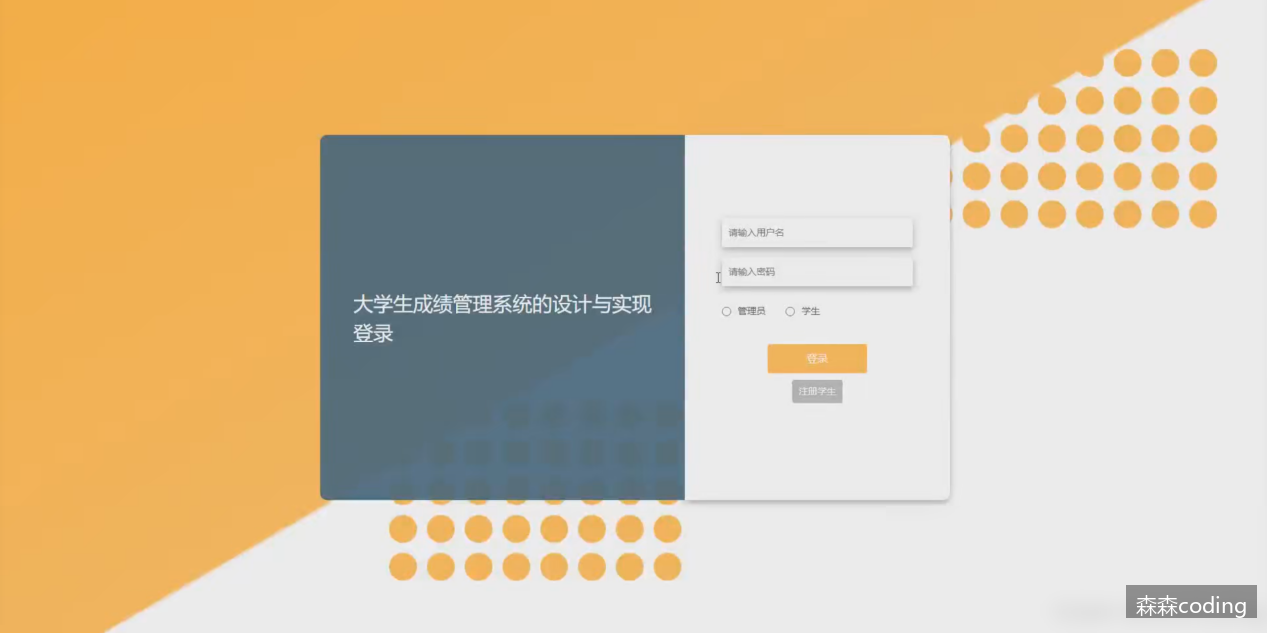 大学生成绩管理系统的设计与实现
登录
请输入用户名
请输入密码
管理员 学生
登录
注册学生
森森coding